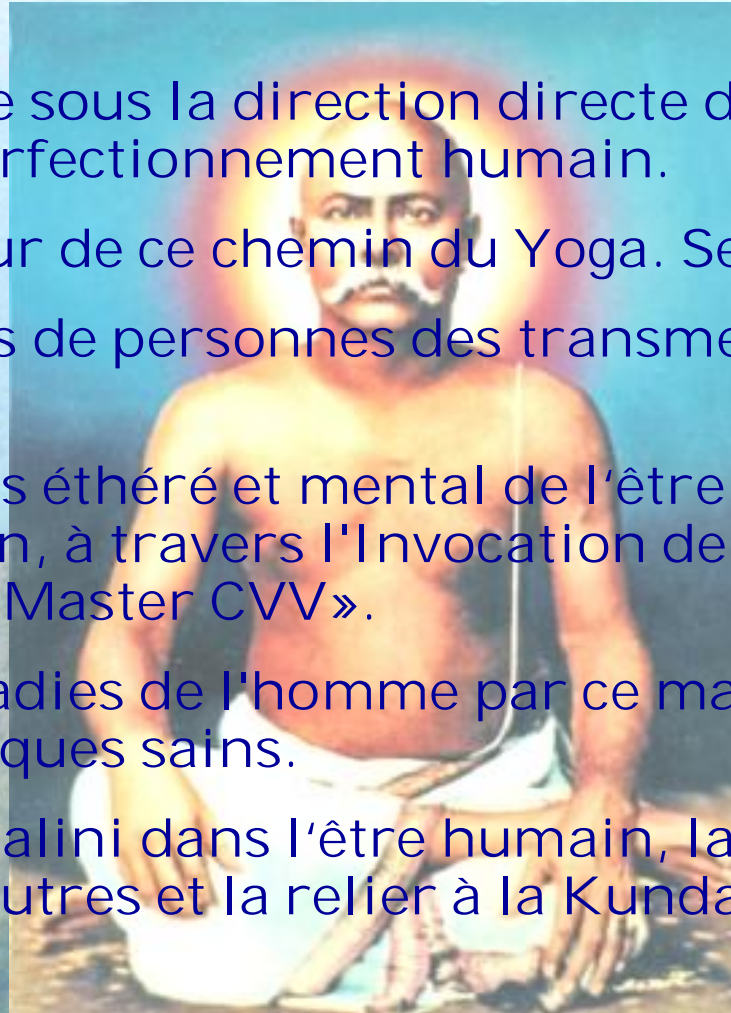 e sous la direction directe d
rfectionnement humain.
ur de ce chemin du Yoga. Se
s de personnes des transme
s éthéré et mental de l‘être
n, à travers l'Invocation de
Master CVV».
adies de l'homme par ce ma
ques sains.
alini dans l‘être humain, la
utres et la relier à la Kunda